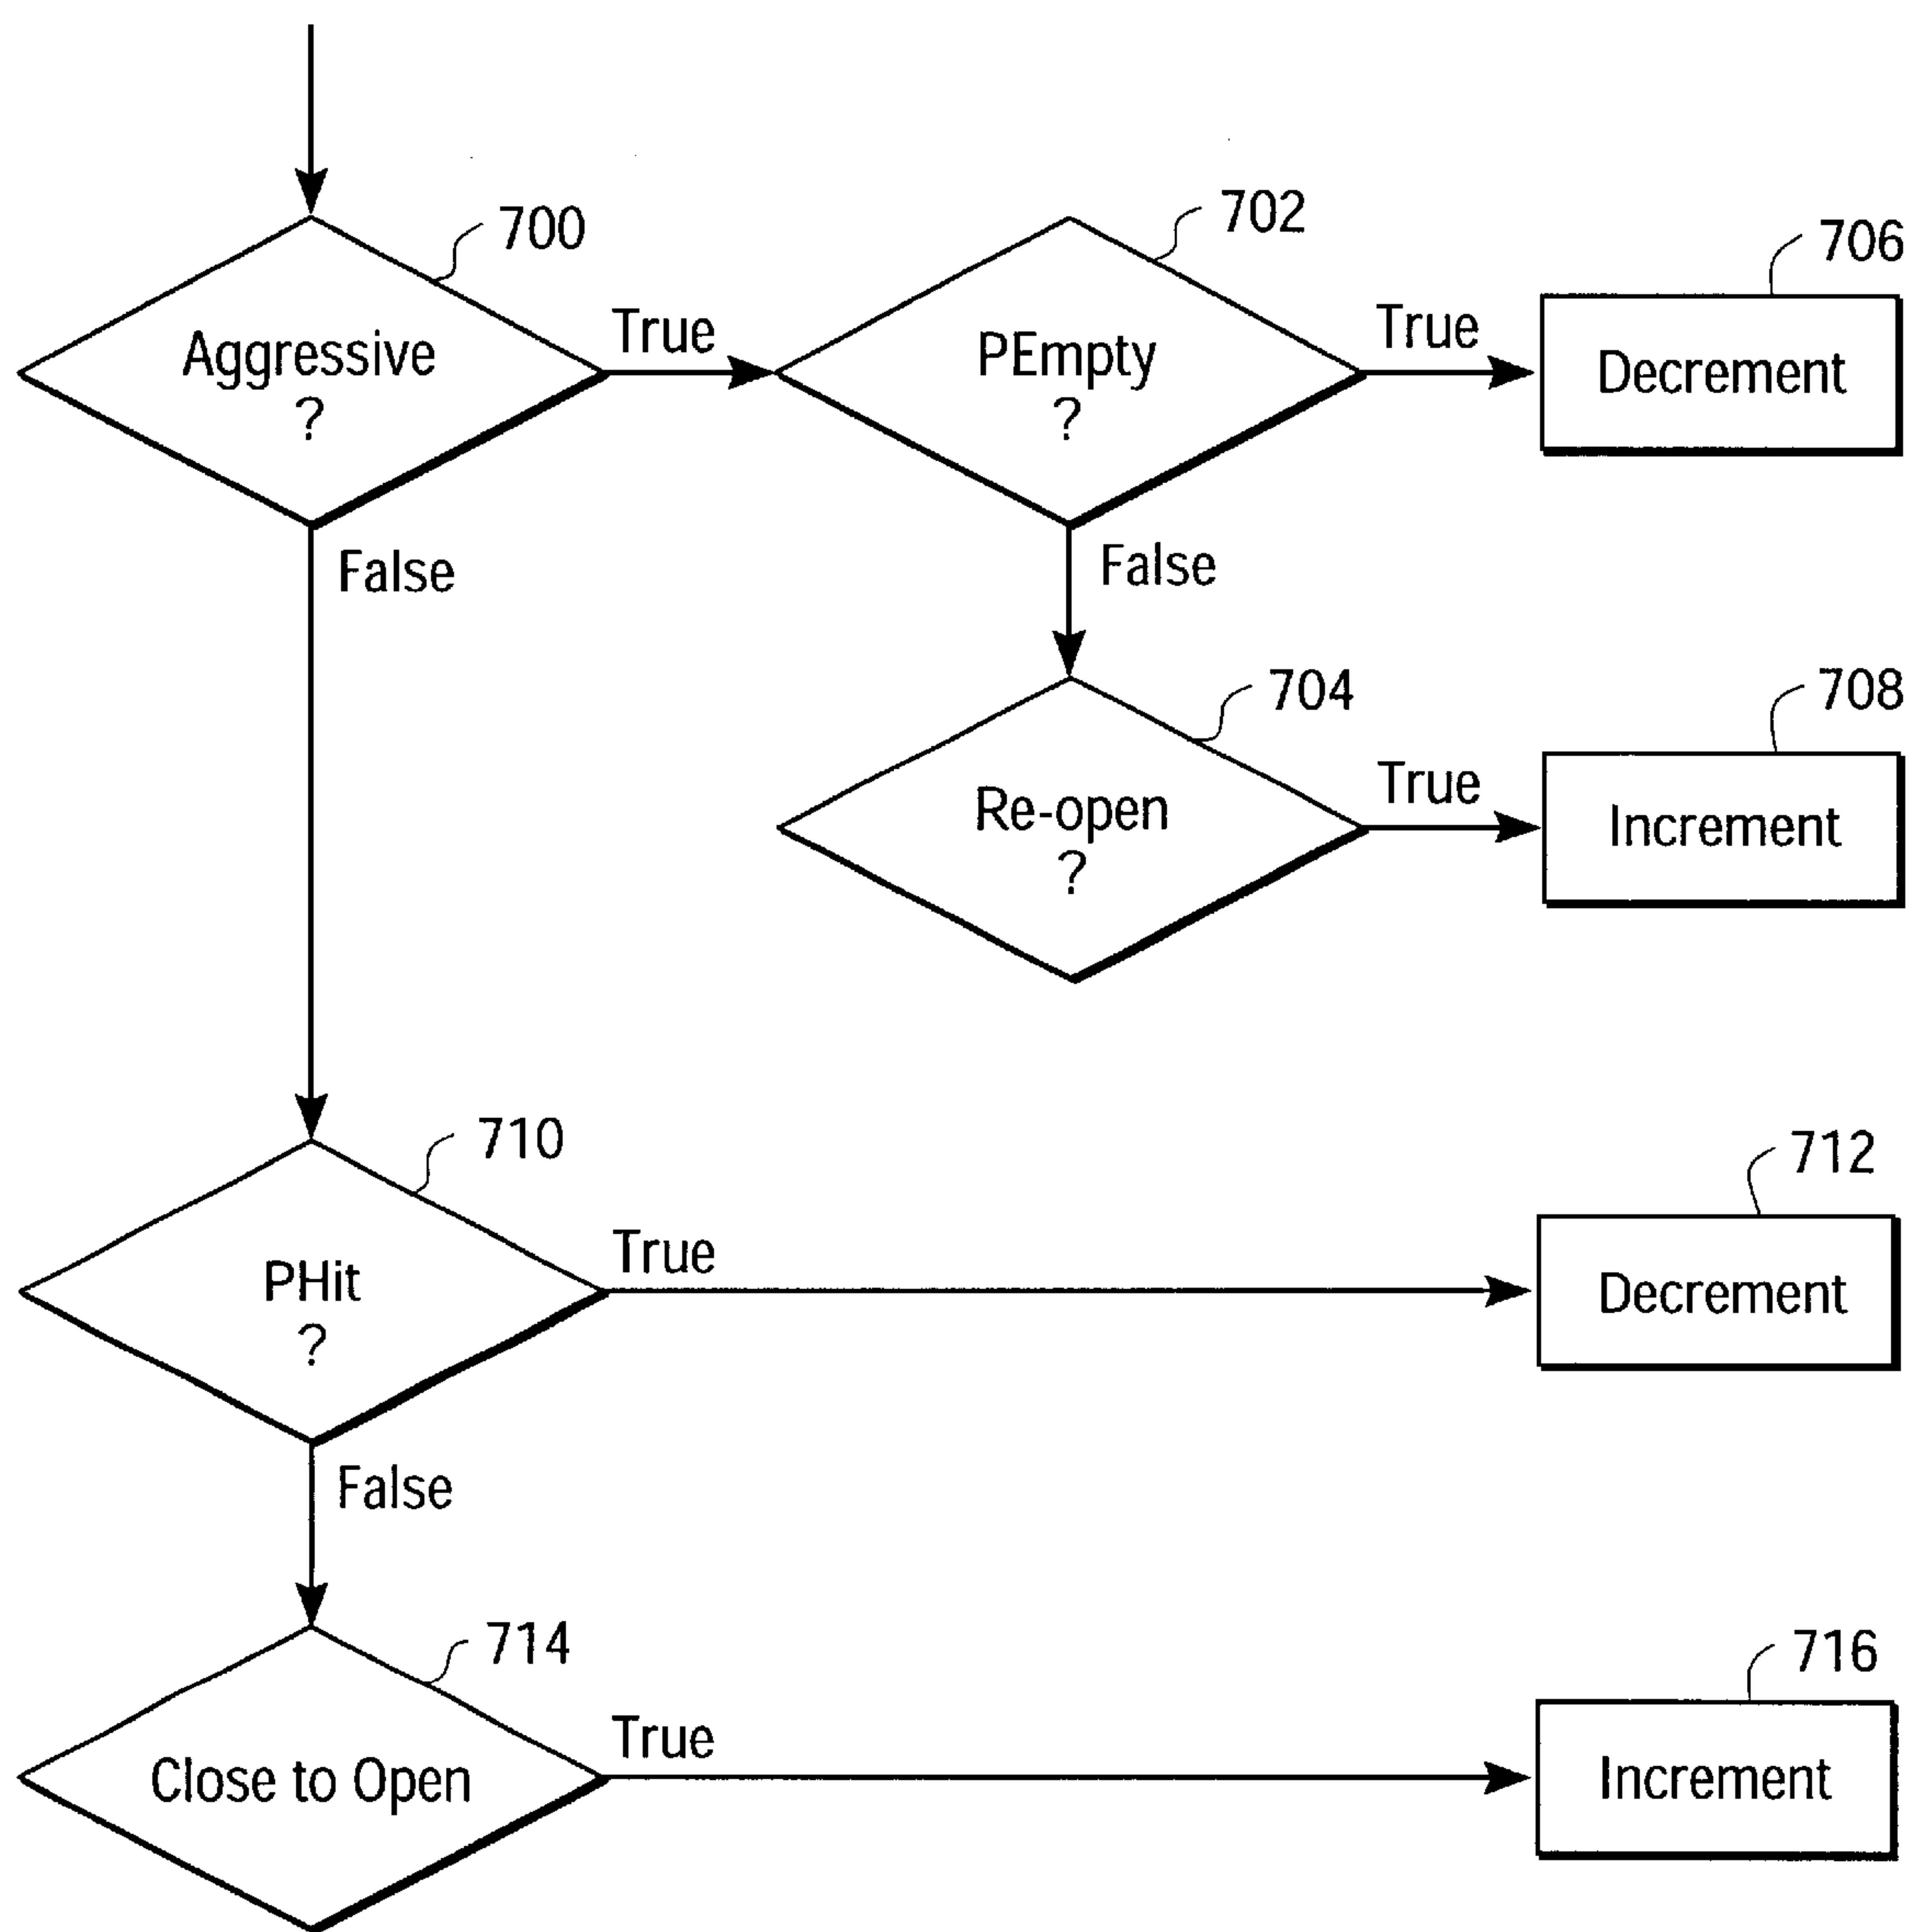 700
702
706
Aggressive
?
True
PEmpty
?
True
Decrement
False
False
704
708
Re-open
?
True
Increment
710
712
PHit
?
True
Decrement
False
714
716
Close to Open
True
Increment